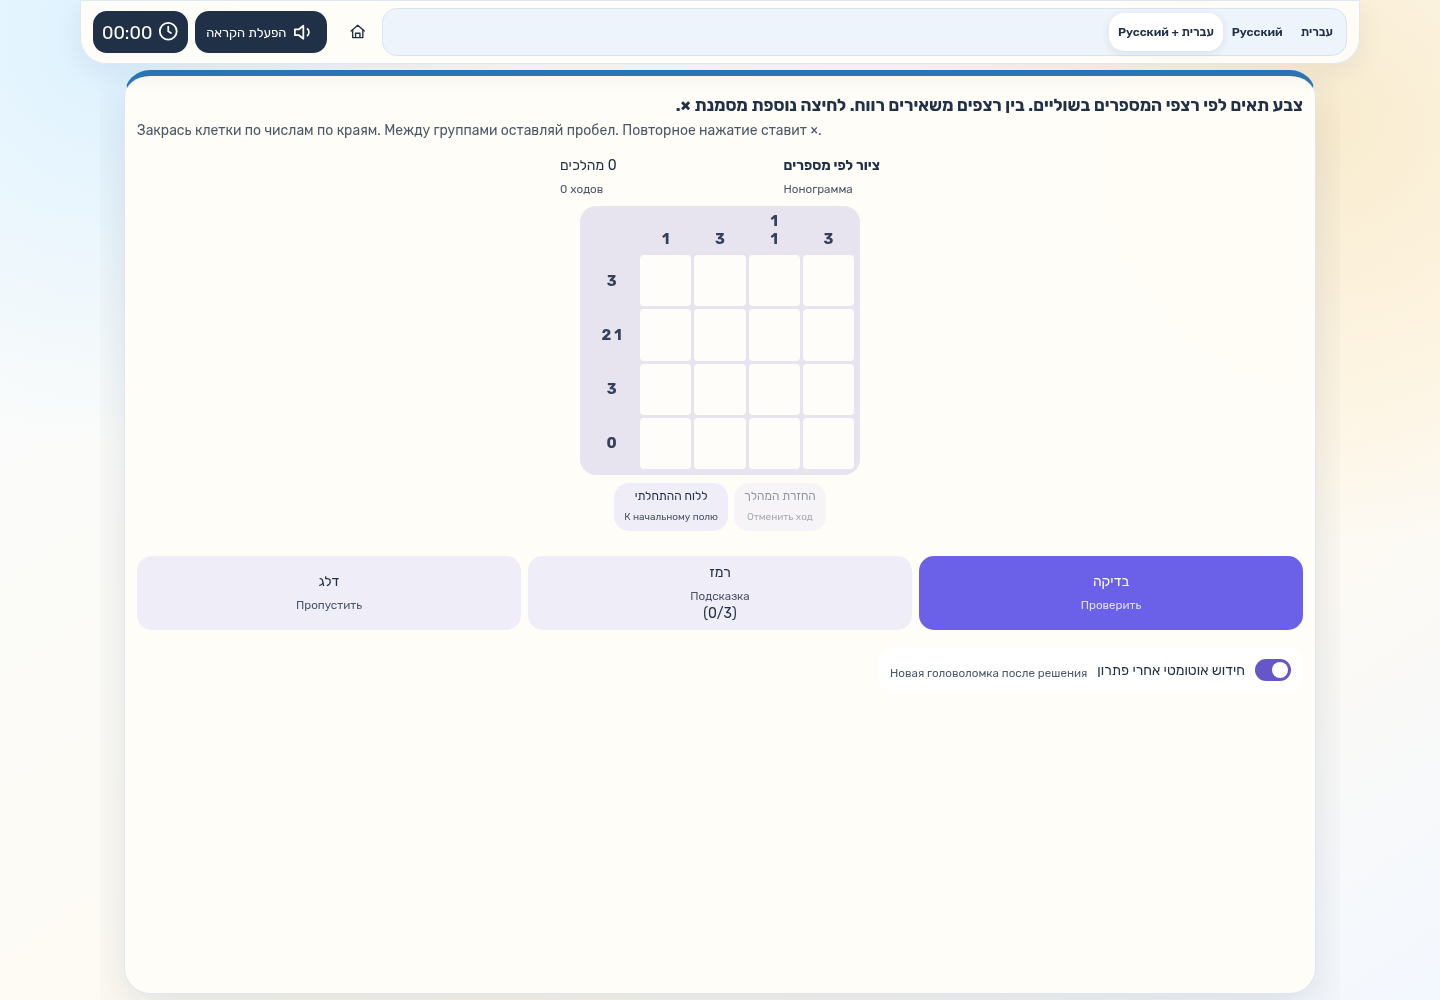 עברית
Русский
Русский + עברית
הפעלת הקראה
00:00
צבע תאים לפי רצפי המספרים בשוליים. בין רצפים משאירים רווח. לחיצה נוספת מסמנת ×.
Закрась клетки по числам по краям. Между группами оставляй пробел. Повторное нажатие ставит ×.
ציור לפי מספרים
Нонограмма
0 מהלכים
0 ходов
1
1 3 1 3
3
2 1
3
0
החזרת המהלך
Отменить ход
ללוח ההתחלתי
К начальному полю
בדיקה
Проверить
רמז
Подсказка
(0/3)
דלג
Пропустить
חידוש אוטומטי אחרי פתרון
Новая головоломка после решения